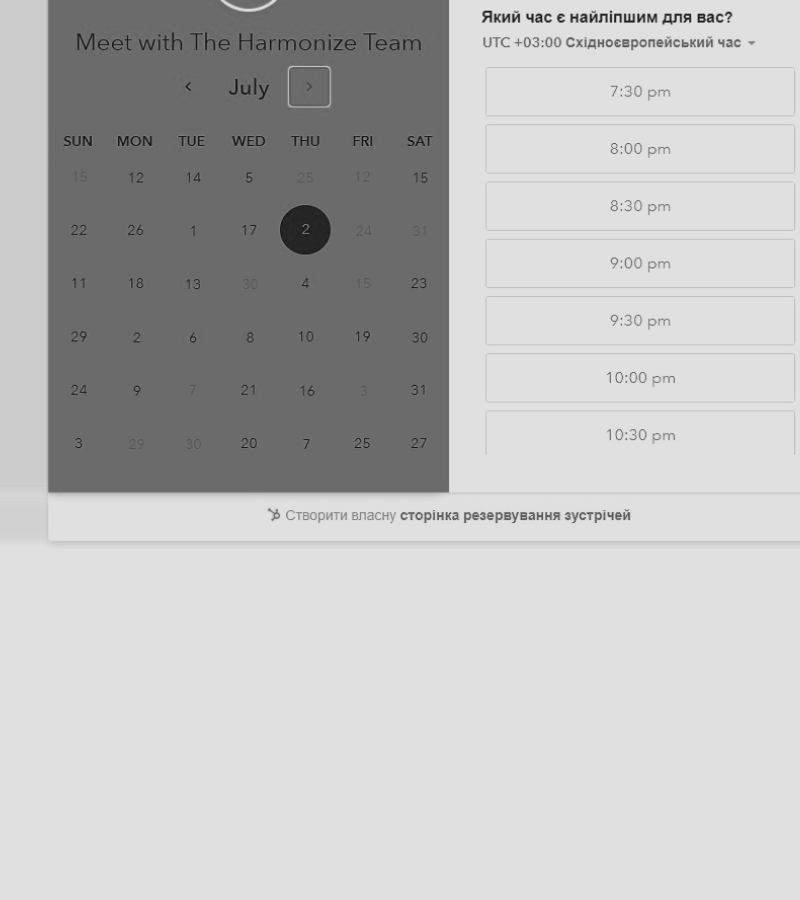 Meet with The Harmonize Team
July
SUN MON TUE WED THU FRI SAT
15 12 14 5 25 12 15
22 26 1 17 2 24 31
11 18 13 30 4 15 23
29 2 6 8 10 19 30
24 9 7 21 16 3 31
3 29 30 20 7 25 27
Який час є найліпшим для вас?
UTC +03:00 Східноєвропейський час
7:30 pm
8:00 pm
8:30 pm
9:00 pm
9:30 pm
10:00 pm
10:30 pm
Створити власну сторінка резервування зустрічей